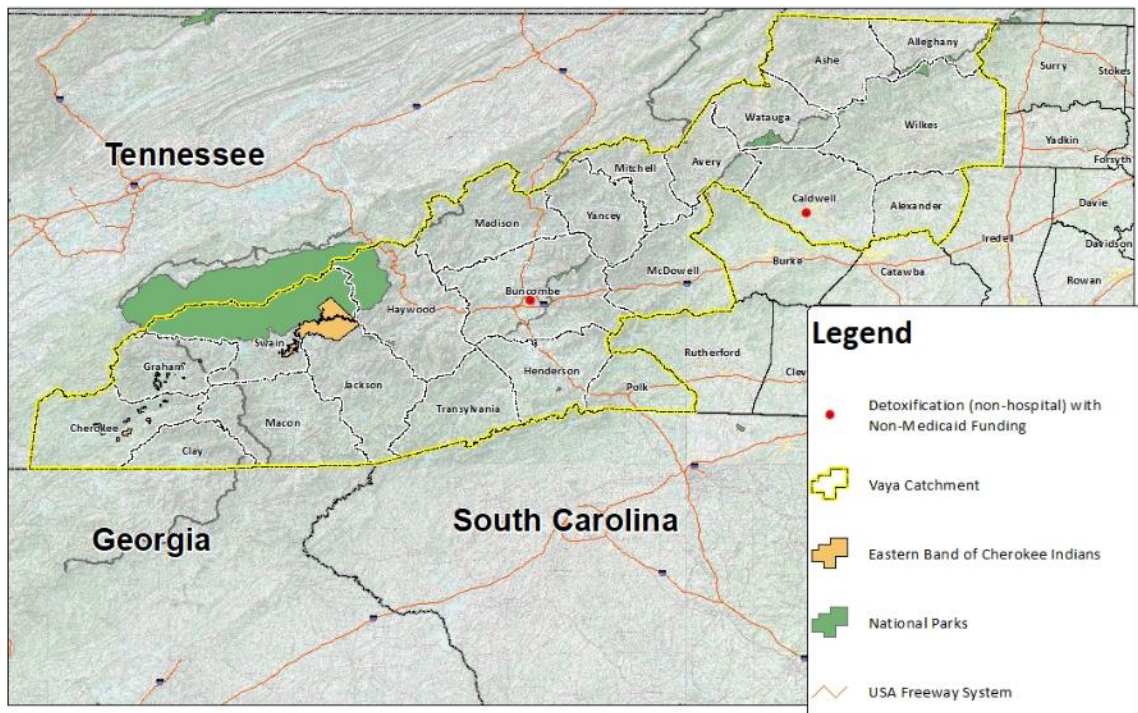 Alleghany
Ashe
Surry
Stokes
Watauga
Wilkes
Yadkin
Tennessee
Mitchell
Avery
Forsyth
Caldwell
Alexander
Davie
Madison
Yancey
Iredell
Davidson
Burke
Catawba
McDowell
Rowan
Buncombe
Haywood
Swain
Rutherford
Clev
Graham
Henderson
Jackson
Polk
Transylvania
Macon
Cherokee
Clay
Georgia
South Carolina
Legend
Detoxification (non-hospital) with
Non-Medicaid Funding
Vaya Catchment
Eastern Band of Cherokee Indians
National Parks
USA Freeway System